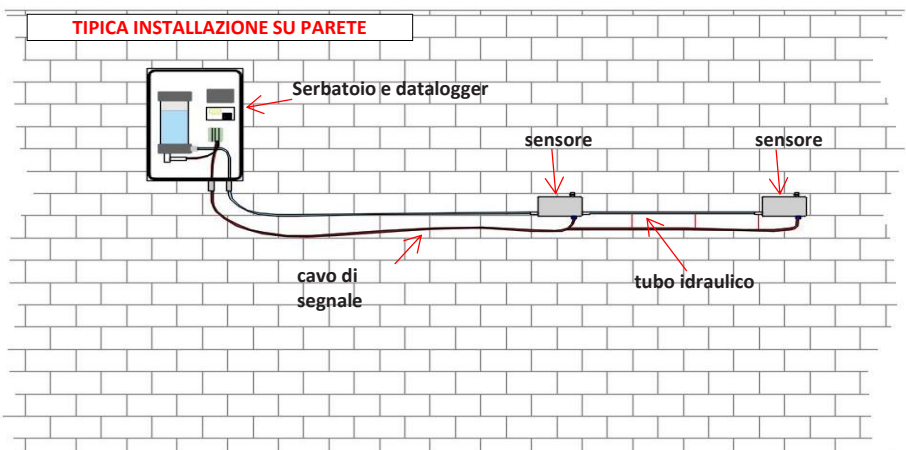 TIPICA INSTALLAZIONE SU PARETE
Serbatoio e datalogger
sensore
sensore
cavo di
segnale
tubo idraulico